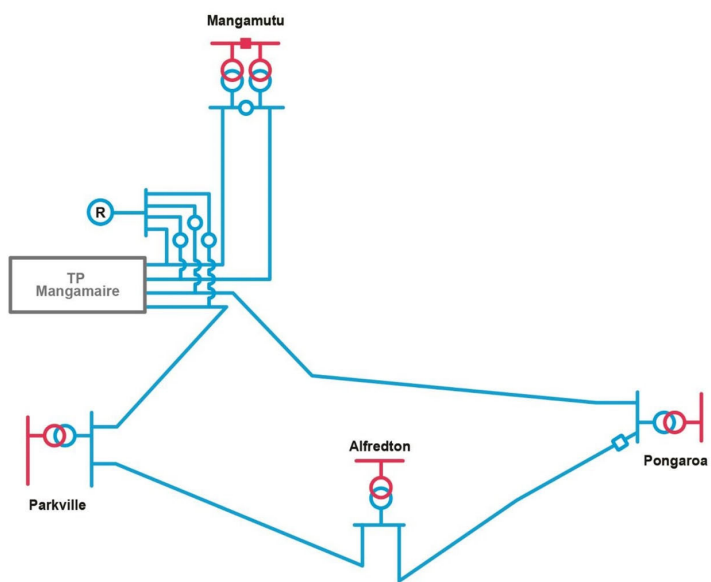 Mangamutu
R
TP
Mangamaire
Alfredton
Pongaroa
Parkville